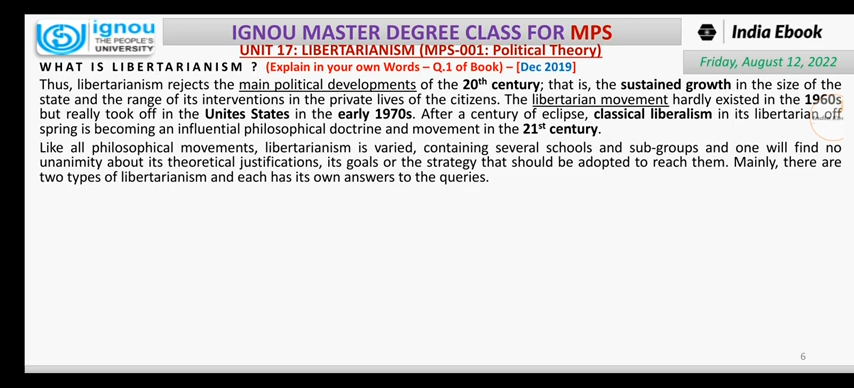 ignou
THE PEOPLE'S
UNIVERSITY
IGNOU MASTER DEGREE CLASS FOR MPS
UNIT 17: LIBERTARIANISM (MPS-001: Political Theory)
India Ebook
Friday, August 12, 2022
WHAT IS LIBERTARIANISM ? (Explain in your own Words – Q.1 of Book) – [Dec 2019]
Thus, libertarianism rejects the main political developments of the 20th century; that is, the sustained growth in the size of the
state and the range of its interventions in the private lives of the citizens. The libertarian movement hardly existed in the 1960s
but really took off in the Unites States in the early 1970s. After a century of eclipse, classical liberalism in its libertarian off
spring is becoming an influential philosophical doctrine and movement in the 21st century.
Like all philosophical movements, libertarianism is varied, containing several schools and sub-groups and one will find no
unanimity about its theoretical justifications, its goals or the strategy that should be adopted to reach them. Mainly, there are
two types of libertarianism and each has its own answers to the queries.
6